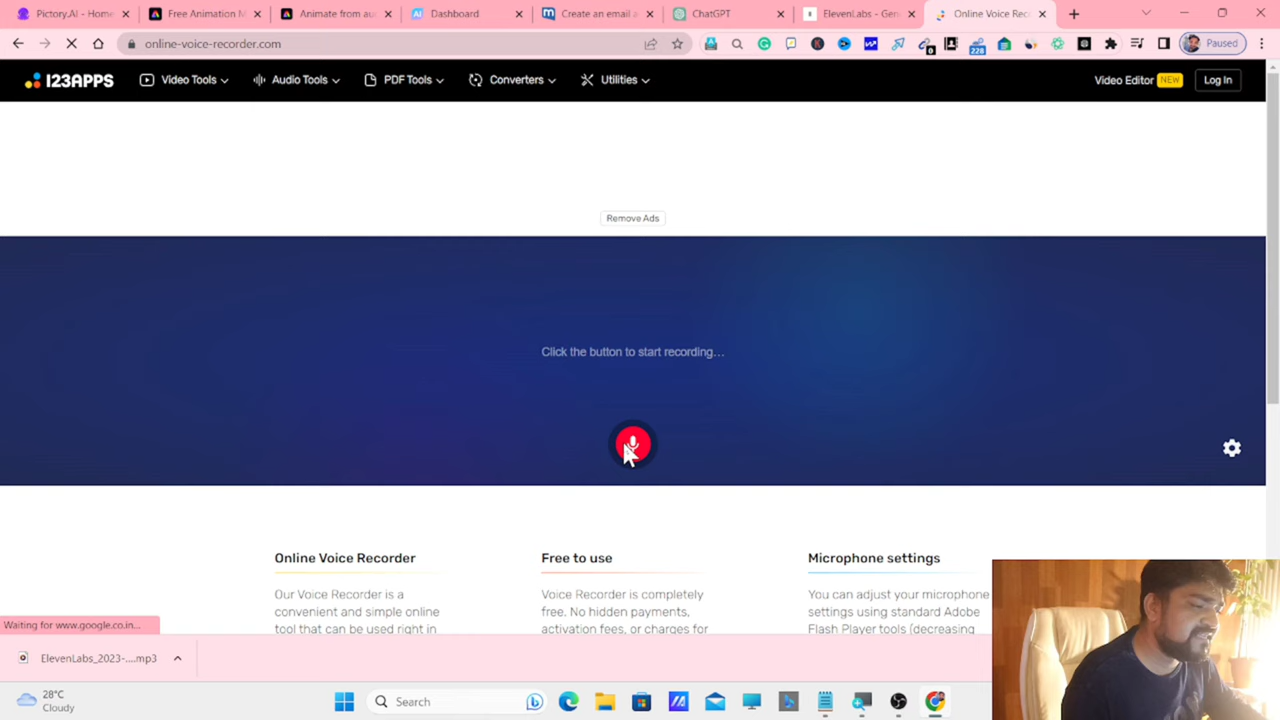 Pictory.AI - Home
Free Animation M
Animate from au
Dashboard
Create an email a
ChatGPT
ElevenLabs - Gen
Online Voice Rec
online-voice-recorder.com
0
228
Paused
123APPS
Video Tools
Audio Tools
PDF Tools
Converters
Utilities
Video Editor NEW
Log In
Remove Ads
Click the button to start recording...
Online Voice Recorder
Free to use
Microphone settings
Our Voice Recorder is a
convenient and simple online
tool that can be used right in
Voice Recorder is completely
free. No hidden payments,
activation fees, or charges for
You can adjust your microphone
settings using standard Adobe
Flash Player tools (decreasing
Waiting for www.google.co.in...
ElevenLabs_2023-....mp3
28°C
Cloudy
Search